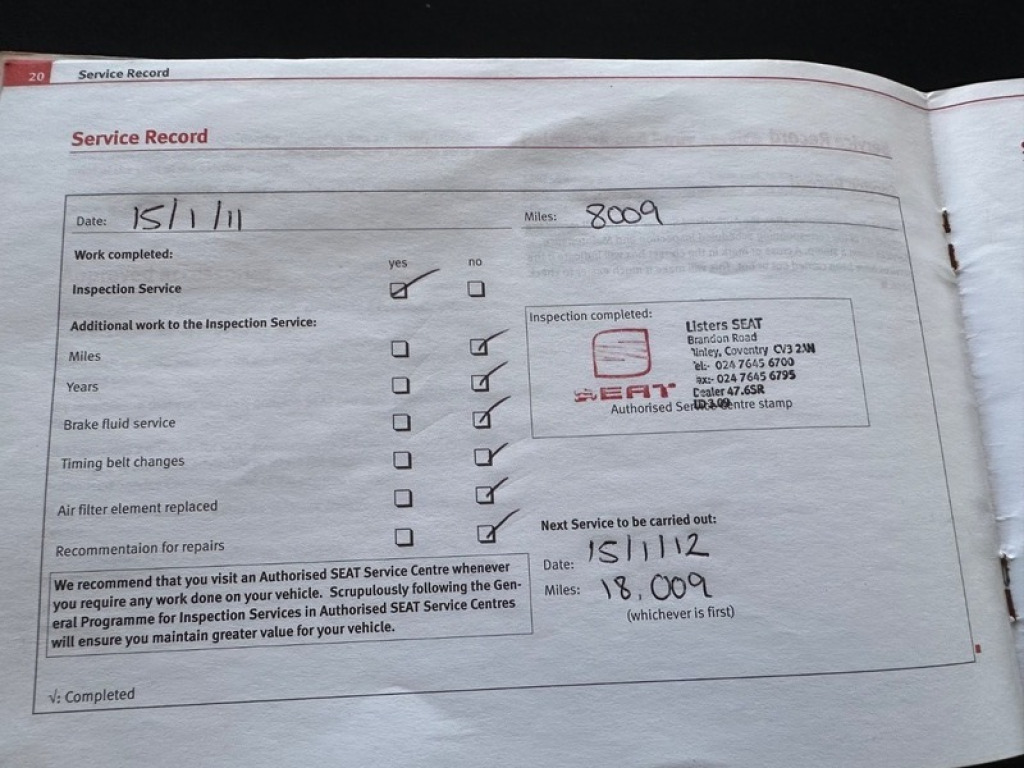 20 Service Record
Service Record
Date: 15/1/11 Miles: 8009
Work completed:
yes no
Inspection Service
Additional work to the Inspection Service:
Miles
Years
Brake fluid service
Timing belt changes
Air filter element replaced
Recommentaion for repairs
Inspection completed:
SEAT
Listers SEAT
Brandon Road
Binley, Coventry CV3 2AN
Tel:- 024 7645 6700
Fax:- 024 7645 6795
Dealer 47.6SR
Authorised Service Centre stamp
Next Service to be carried out:
Date: 15/1/12
Miles: 18,009
(whichever is first)
We recommend that you visit an Authorised SEAT Service Centre whenever
you require any work done on your vehicle. Scrupulously following the Gen-
eral Programme for Inspection Services in Authorised SEAT Service Centres
will ensure you maintain greater value for your vehicle.
√: Completed